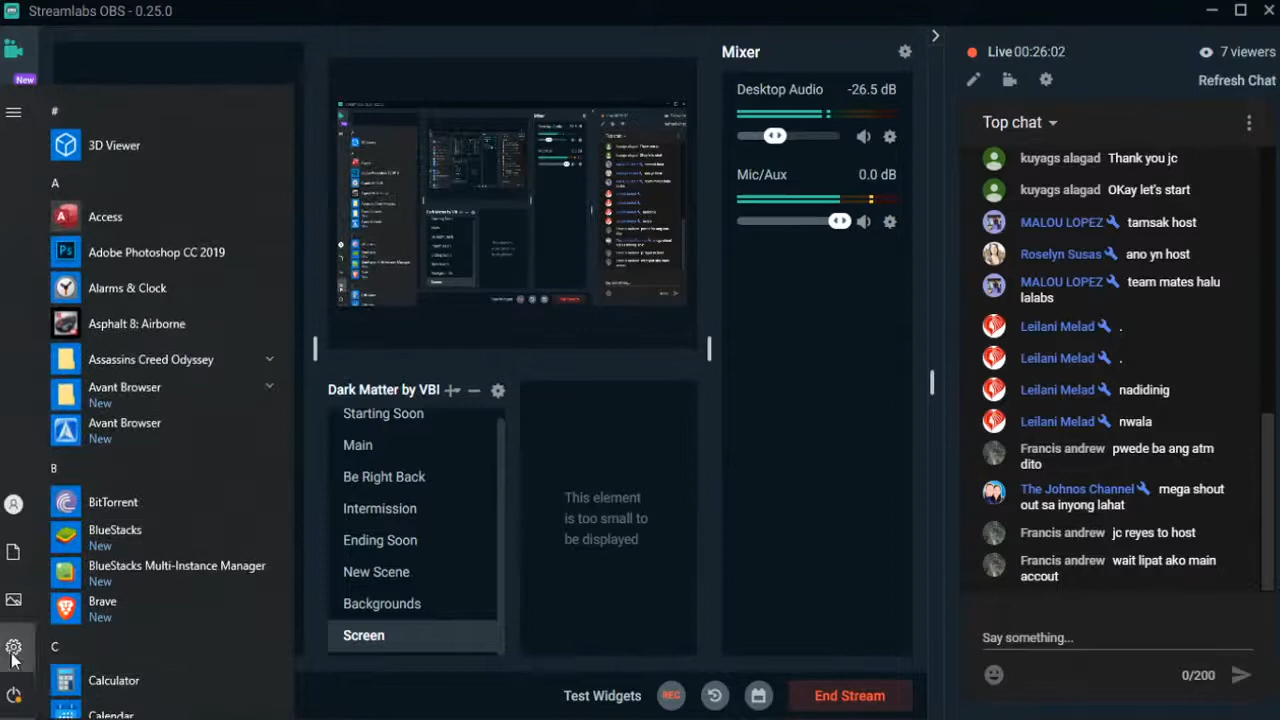 Streamlabs OBS - 0.25.0
New
#
3D Viewer
A
Access
Adobe Photoshop CC 2019
Alarms & Clock
Asphalt 8: Airborne
Assassins Creed Odyssey
Avant Browser
New
Avant Browser
New
B
BitTorrent
BlueStacks
New
BlueStacks Multi-Instance Manager
New
Brave
New
C
Calculator
Calendar
Dark Matter by VBI
Starting Soon
Main
Be Right Back
Intermission
Ending Soon
New Scene
Backgrounds
Screen
This element
is too small to
be displayed
Mixer
Desktop Audio -26.5 dB
Mic/Aux 0.0 dB
Test Widgets REC End Stream
Live 00:26:02 7 viewers
Refresh Chat
Top chat
kuyags alagad Thank you jc
kuyags alagad OKay let's start
MALOU LOPEZ tamsak host
Roselyn Susas ano yn host
MALOU LOPEZ team mates halu
lalabs
Leilani Melad .
Leilani Melad .
Leilani Melad nadidinig
Leilani Melad nwala
Francis andrew pwede ba ang atm
dito
The Johnos Channel mega shout
out sa inyong lahat
Francis andrew jc reyes to host
Francis andrew wait lipat ako main
accout
Say something...
0/200